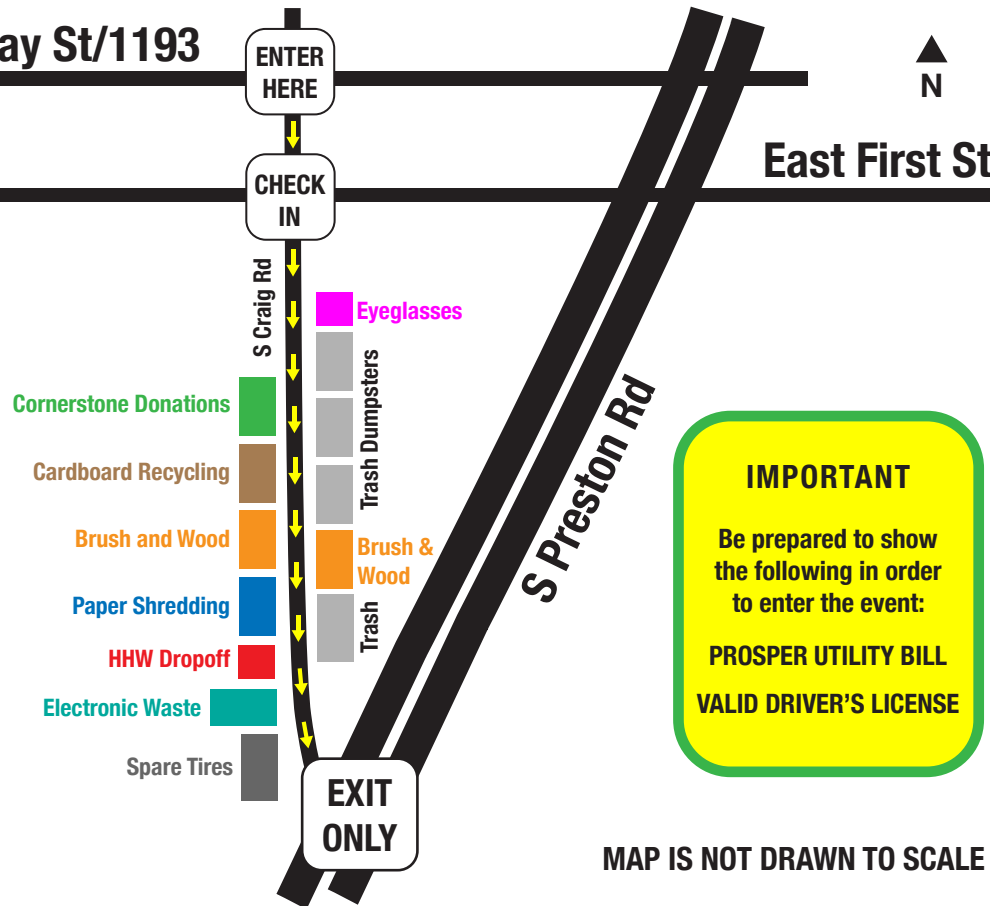 ay St/1193
ENTER
HERE
N
East First St
CHECK
IN
S Craig Rd
Eyeglasses
Trash Dumpsters
Cornerstone Donations
Cardboard Recycling
Brush and Wood
Brush &
Wood
Paper Shredding
Trash
HHW Dropoff
Electronic Waste
Spare Tires
S Preston Rd
EXIT
ONLY
IMPORTANT
Be prepared to show
the following in order
to enter the event:
PROSPER UTILITY BILL
VALID DRIVER’S LICENSE
MAP IS NOT DRAWN TO SCALE